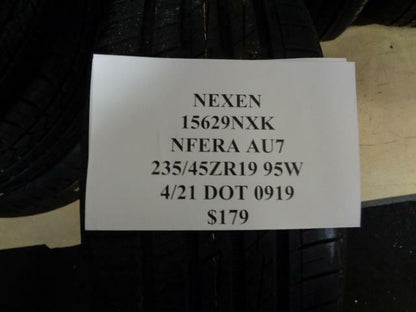 NEXEN
15629NXK
NFERA AU7
235/45ZR19 95W
4/21 DOT 0919
$179